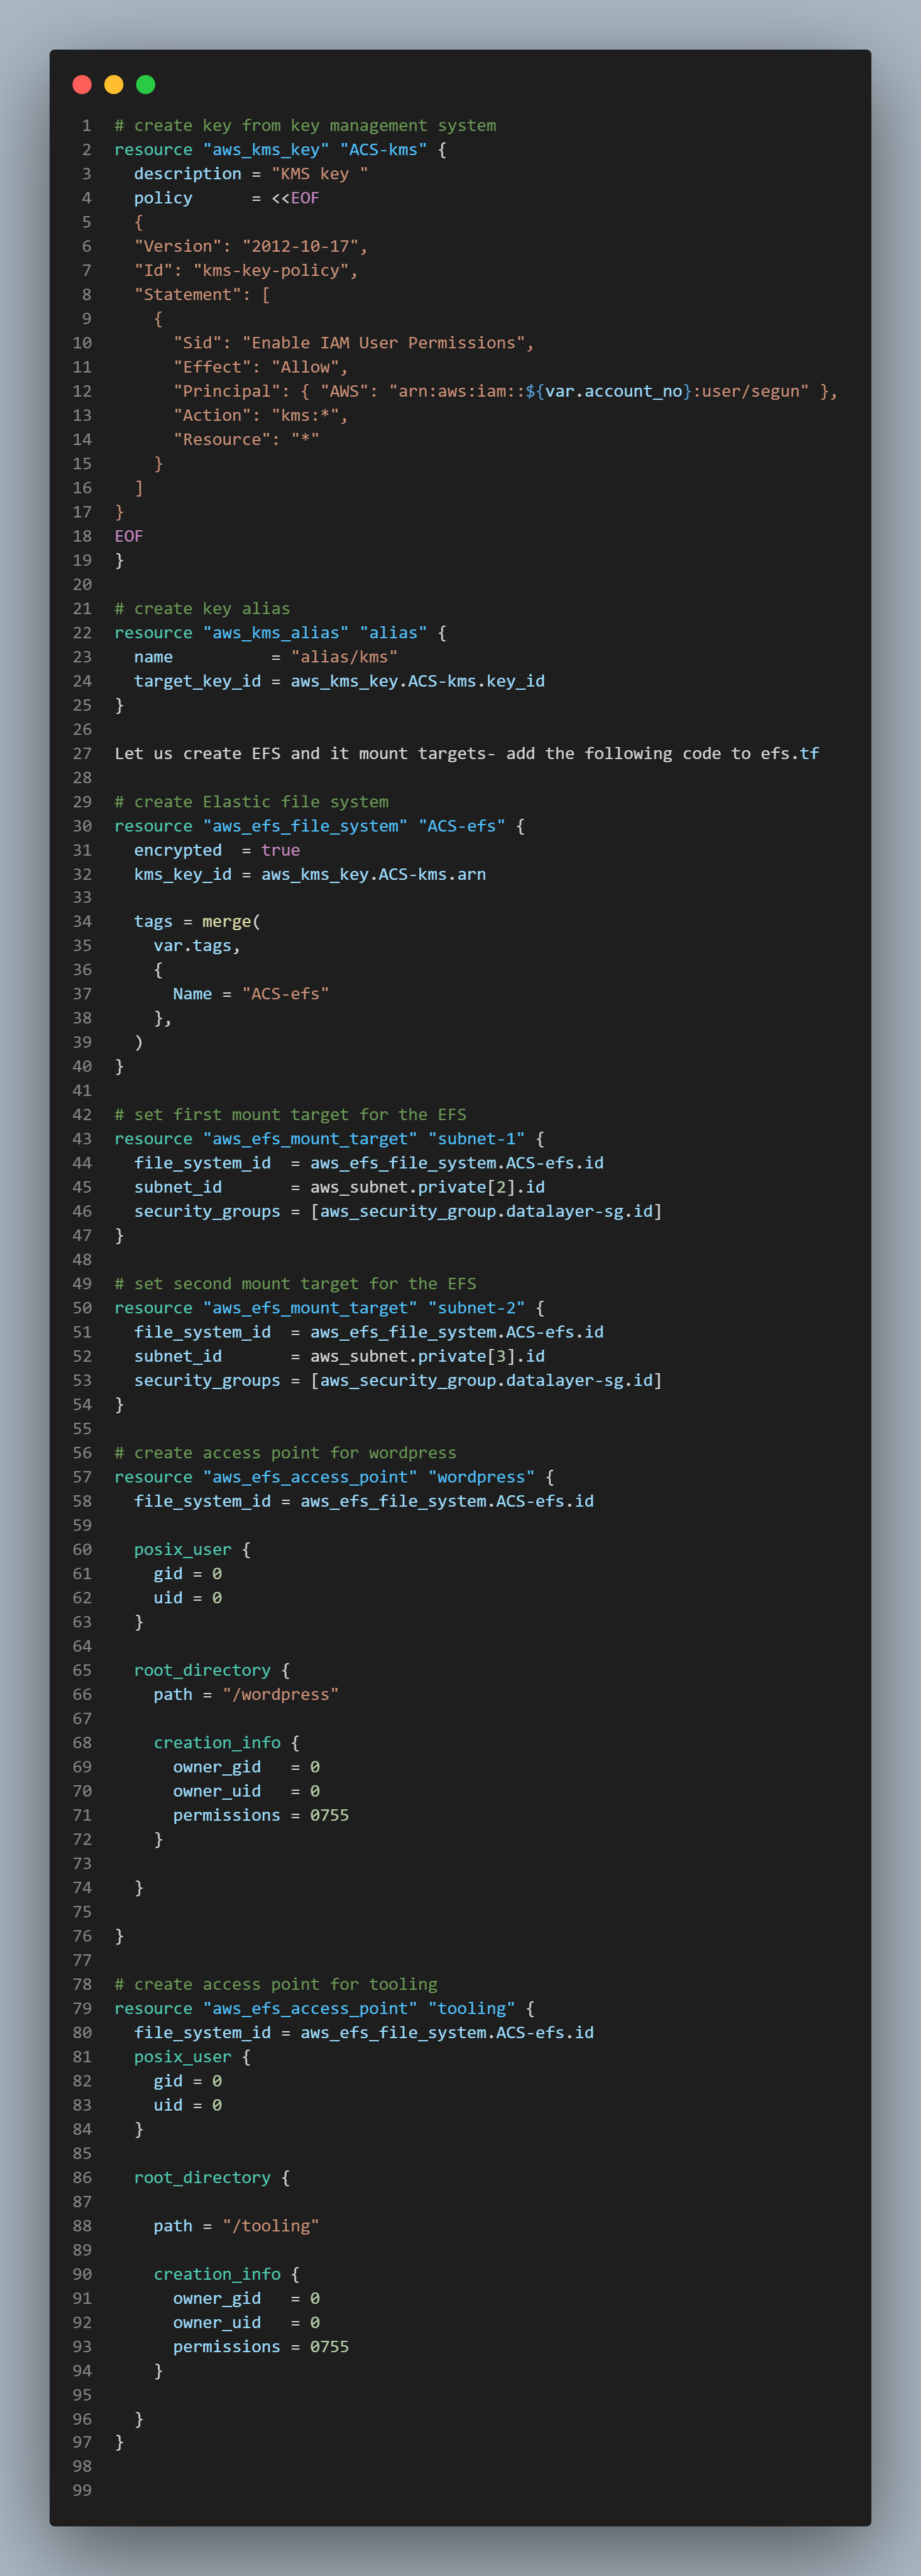 1 # create key from key management system
2 resource "aws_kms_key" "ACS-kms" {
3   description = "KMS key "
4   policy      = <<EOF
5   {
6   "Version": "2012-10-17",
7   "Id": "kms-key-policy",
8   "Statement": [
9     {
10       "Sid": "Enable IAM User Permissions",
11       "Effect": "Allow",
12       "Principal": { "AWS": "arn:aws:iam::${var.account_no}:user/segun" },
13       "Action": "kms:*",
14       "Resource": "*"
15     }
16   ]
17 }
18 EOF
19 }
20
21 # create key alias
22 resource "aws_kms_alias" "alias" {
23   name          = "alias/kms"
24   target_key_id = aws_kms_key.ACS-kms.key_id
25 }
26
27 Let us create EFS and it mount targets- add the following code to efs.tf
28
29 # create Elastic file system
30 resource "aws_efs_file_system" "ACS-efs" {
31   encrypted  = true
32   kms_key_id = aws_kms_key.ACS-kms.arn
33
34   tags = merge(
35     var.tags,
36     {
37       Name = "ACS-efs"
38     },
39   )
40 }
41
42 # set first mount target for the EFS
43 resource "aws_efs_mount_target" "subnet-1" {
44   file_system_id  = aws_efs_file_system.ACS-efs.id
45   subnet_id       = aws_subnet.private[2].id
46   security_groups = [aws_security_group.datalayer-sg.id]
47 }
48
49 # set second mount target for the EFS
50 resource "aws_efs_mount_target" "subnet-2" {
51   file_system_id  = aws_efs_file_system.ACS-efs.id
52   subnet_id       = aws_subnet.private[3].id
53   security_groups = [aws_security_group.datalayer-sg.id]
54 }
55
56 # create access point for wordpress
57 resource "aws_efs_access_point" "wordpress" {
58   file_system_id = aws_efs_file_system.ACS-efs.id
59
60   posix_user {
61     gid = 0
62     uid = 0
63   }
64
65   root_directory {
66     path = "/wordpress"
67
68     creation_info {
69       owner_gid   = 0
70       owner_uid   = 0
71       permissions = 0755
72     }
73
74   }
75
76 }
77
78 # create access point for tooling
79 resource "aws_efs_access_point" "tooling" {
80   file_system_id = aws_efs_file_system.ACS-efs.id
81   posix_user {
82     gid = 0
83     uid = 0
84   }
85
86   root_directory {
87
88     path = "/tooling"
89
90     creation_info {
91       owner_gid   = 0
92       owner_uid   = 0
93       permissions = 0755
94     }
95
96   }
97 }
98
99